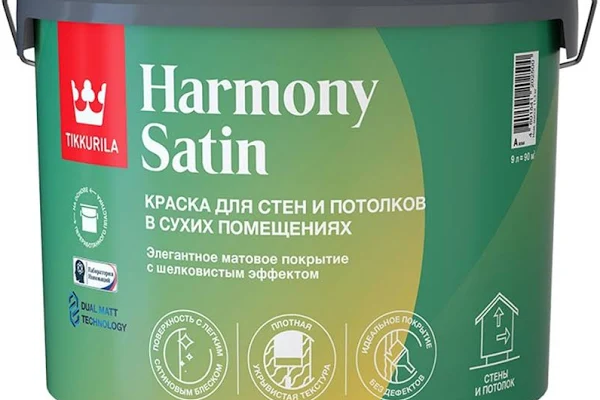 TIKKURILA
Harmony
Satin
КРАСКА ДЛЯ СТЕН И ПОТОЛКОВ
В СУХИХ ПОМЕЩЕНИЯХ
Элегантное матовое покрытие
с шелковистым эффектом
DUAL MATT
TECHNOLOGY
ПОВЕРХНОСТЬ С ЛЕГКИМ
САТИНОВЫМ БЛЕСКОМ
ПЛОТНАЯ
УКРЫВИСТАЯ ТЕКСТУРА
ИДЕАЛЬНОЕ ПОКРЫТИЕ
БЕЗ ДЕФЕКТОВ
СТЕНЫ
И ПОТОЛОК
A